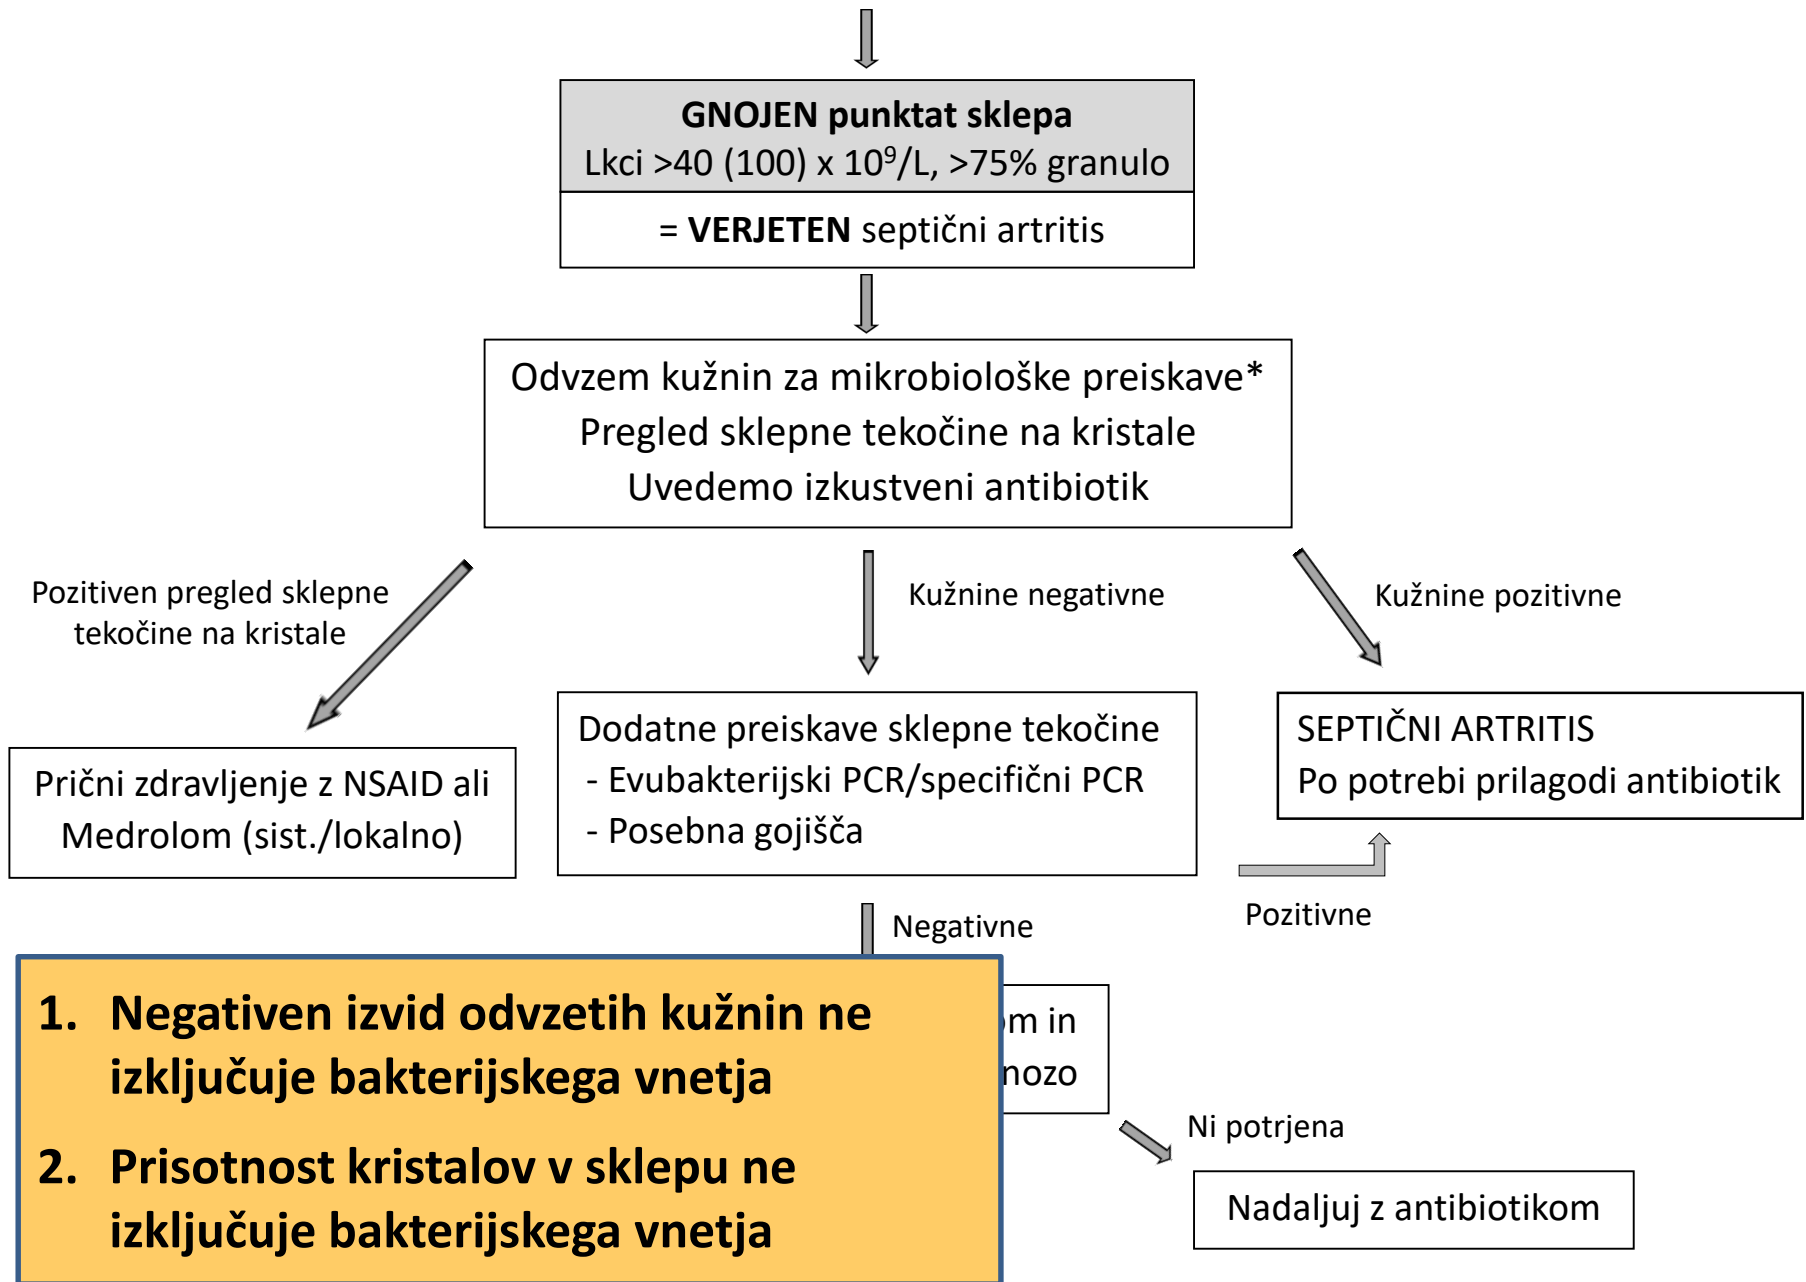 GNOJEN punktat sklepa
Lkci >40 (100) x 10⁹/L, >75% granulo
= VERJETEN septični artritis
Odvzem kužnin za mikrobiološke preiskave*
Pregled sklepne tekočine na kristale
Uvedemo izkustveni antibiotik
Pozitiven pregled sklepne
tekočine na kristale
Kužnine negativne
Kužnine pozitivne
Prični zdravljenje z NSAID ali
Medrolom (sist./lokalno)
Dodatne preiskave sklepne tekočine
- Evubakterijski PCR/specifični PCR
- Posebna gojišča
SEPTIČNI ARTRITIS
Po potrebi prilagodi antibiotik
Pozitivne
Negativne
in
1. Negativen izvid odvzetih kužnin ne
izključuje bakterijskega vnetja
2. Prisotnost kristalov v sklepu ne
izključuje bakterijskega vnetja
Ni potrjena
Nadaljuj z antibiotikom